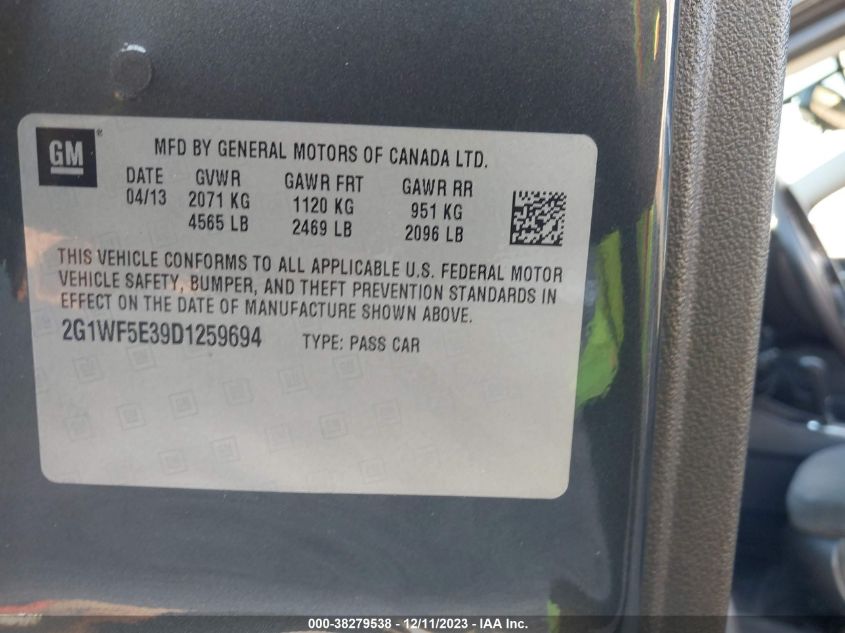 GM ® MFD BY GENERAL MOTORS OF CANADA LTD.
DATE GVWR GAWR FRT GAWR RR
04/13 2071 KG 1120 KG 951 KG
4565 LB 2469 LB 2096 LB
THIS VEHICLE CONFORMS TO ALL APPLICABLE U.S. FEDERAL MOTOR
VEHICLE SAFETY, BUMPER, AND THEFT PREVENTION STANDARDS IN
EFFECT ON THE DATE OF MANUFACTURE SHOWN ABOVE.
2G1WF5E39D1259694 TYPE: PASS CAR
000-38279538 - 12/11/2023 - IAA Inc.